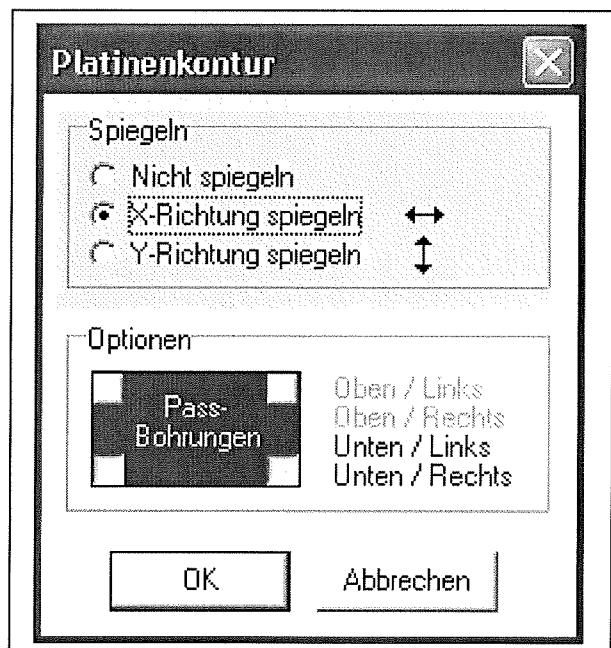 Platinenkontur
Spiegeln
Nicht spiegeln
X-Richtung spiegeln
Y-Richtung spiegeln
Optionen
Pass-
Bohrungen
Oben / Links
Oben / Rechts
Unten / Links
Unten / Rechts
OK
Abbrechen